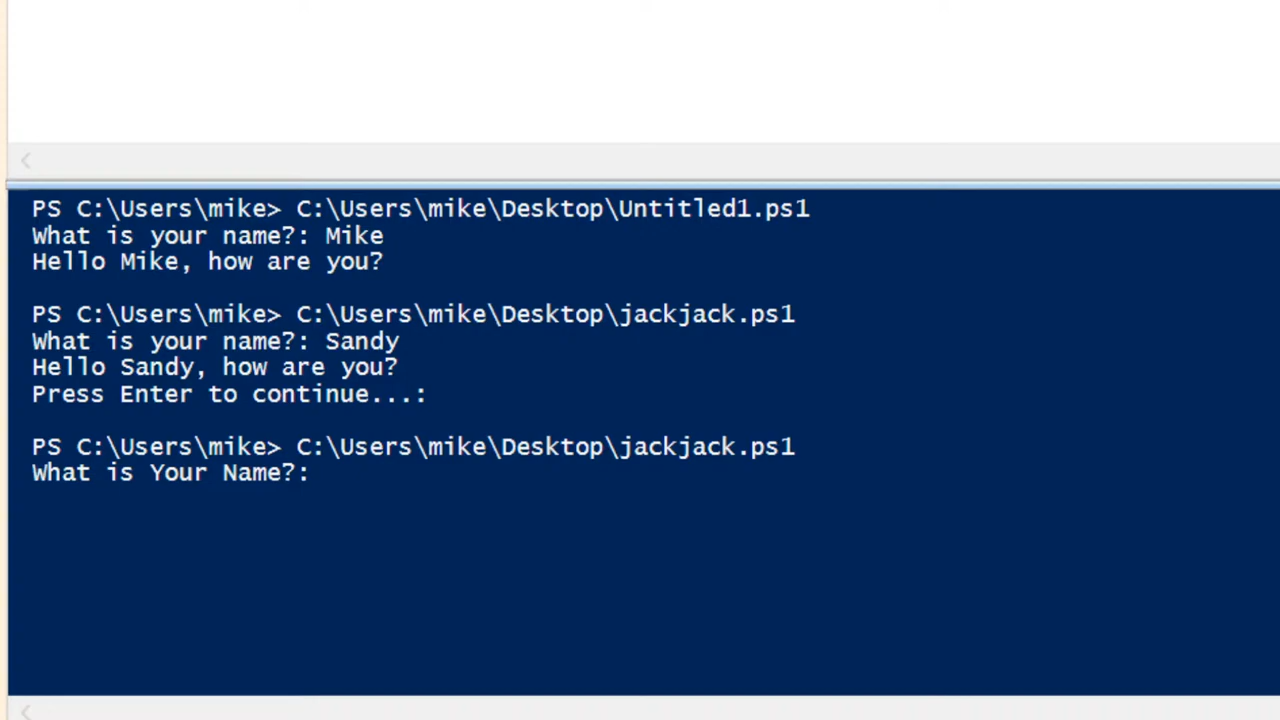 PS C:\Users\mike> C:\Users\mike\Desktop\Untitled1.ps1
What is your name?: Mike
Hello Mike, how are you?
PS C:\Users\mike> C:\Users\mike\Desktop\jackjack.ps1
What is your name?: Sandy
Hello Sandy, how are you?
Press Enter to continue...:
PS C:\Users\mike> C:\Users\mike\Desktop\jackjack.ps1
What is Your Name?: